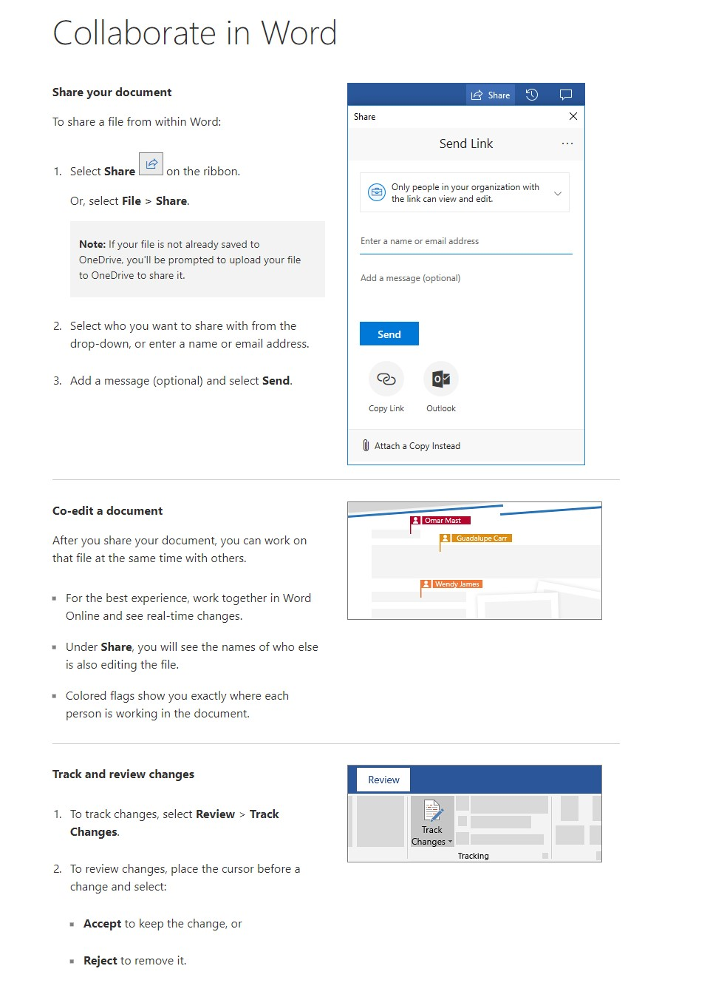 Collaborate in Word
Share your document
To share a file from within Word:
1. Select Share on the ribbon.
Or, select File > Share.
Note: If your file is not already saved to
OneDrive, you'll be prompted to upload your file
to OneDrive to share it.
2. Select who you want to share with from the
drop-down, or enter a name or email address.
3. Add a message (optional) and select Send.
Share
Share
Send Link
Only people in your organization with
the link can view and edit.
Enter a name or email address
Add a message (optional)
Send
Copy Link Outlook
Attach a Copy Instead
Co-edit a document
After you share your document, you can work on
that file at the same time with others.
▪ For the best experience, work together in Word
Online and see real-time changes.
▪ Under Share, you will see the names of who else
is also editing the file.
▪ Colored flags show you exactly where each
person is working in the document.
Omar Mast
Guadalupe Carr
Wendy James
Track and review changes
1. To track changes, select Review > Track
Changes.
2. To review changes, place the cursor before a
change and select:
▪ Accept to keep the change, or
▪ Reject to remove it.
Review
Track
Changes
Tracking